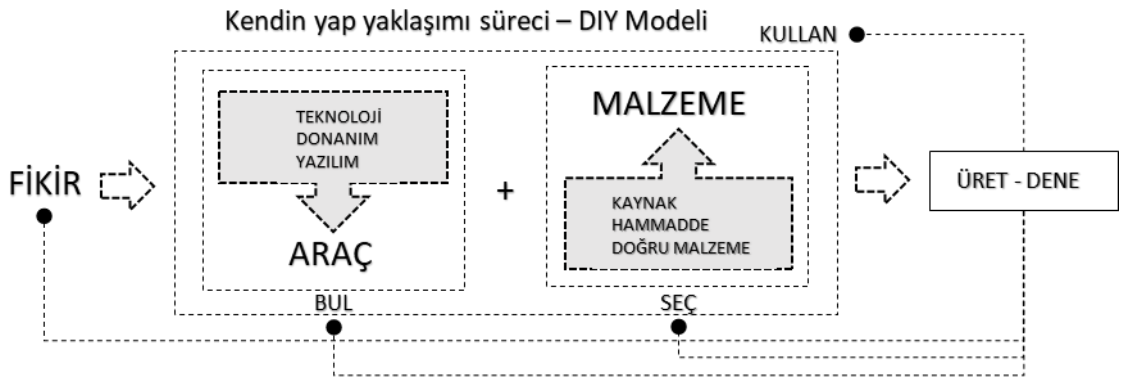 Kendin yap yaklaşımı süreci – DIY Modeli
KULLAN
FİKİR
TEKNOLOJİ
DONANIM
YAZILIM
ARAÇ
BUL
+
MALZEME
KAYNAK
HAMMADDE
DOĞRU MALZEME
SEÇ
ÜRET - DENE